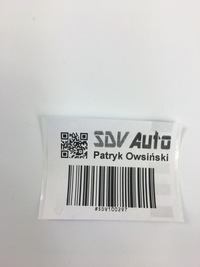 SDV Auto
Patryk Owsiński
#SDV100297